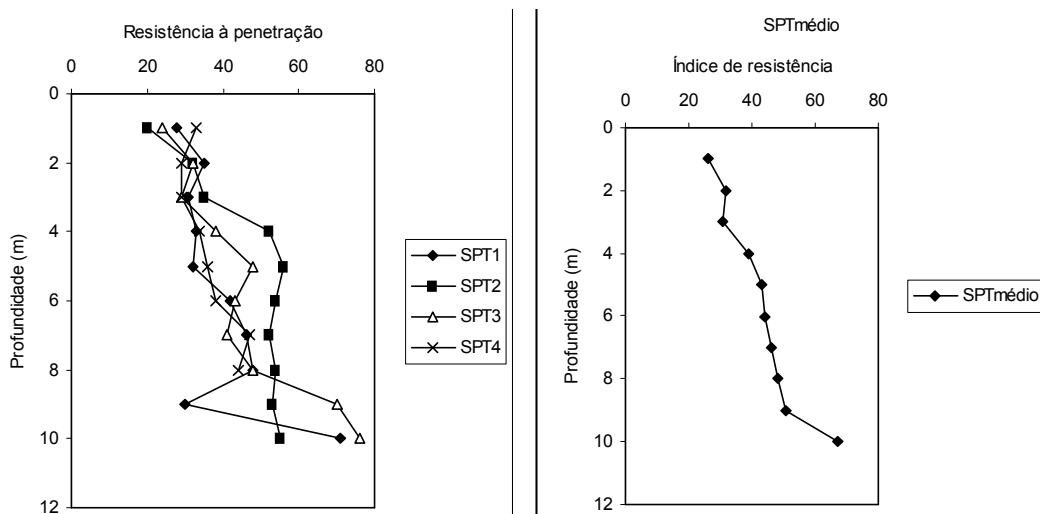 Resistência à penetração
0 20 40 60 80
0
2
4
6
8
10
12
Profundidade (m)
SPT1
SPT2
SPT3
SPT4
SPTmédio
Índice de resistência
0 20 40 60 80
0
2
4
6
8
10
12
Profundidade (m)
SPTmédio